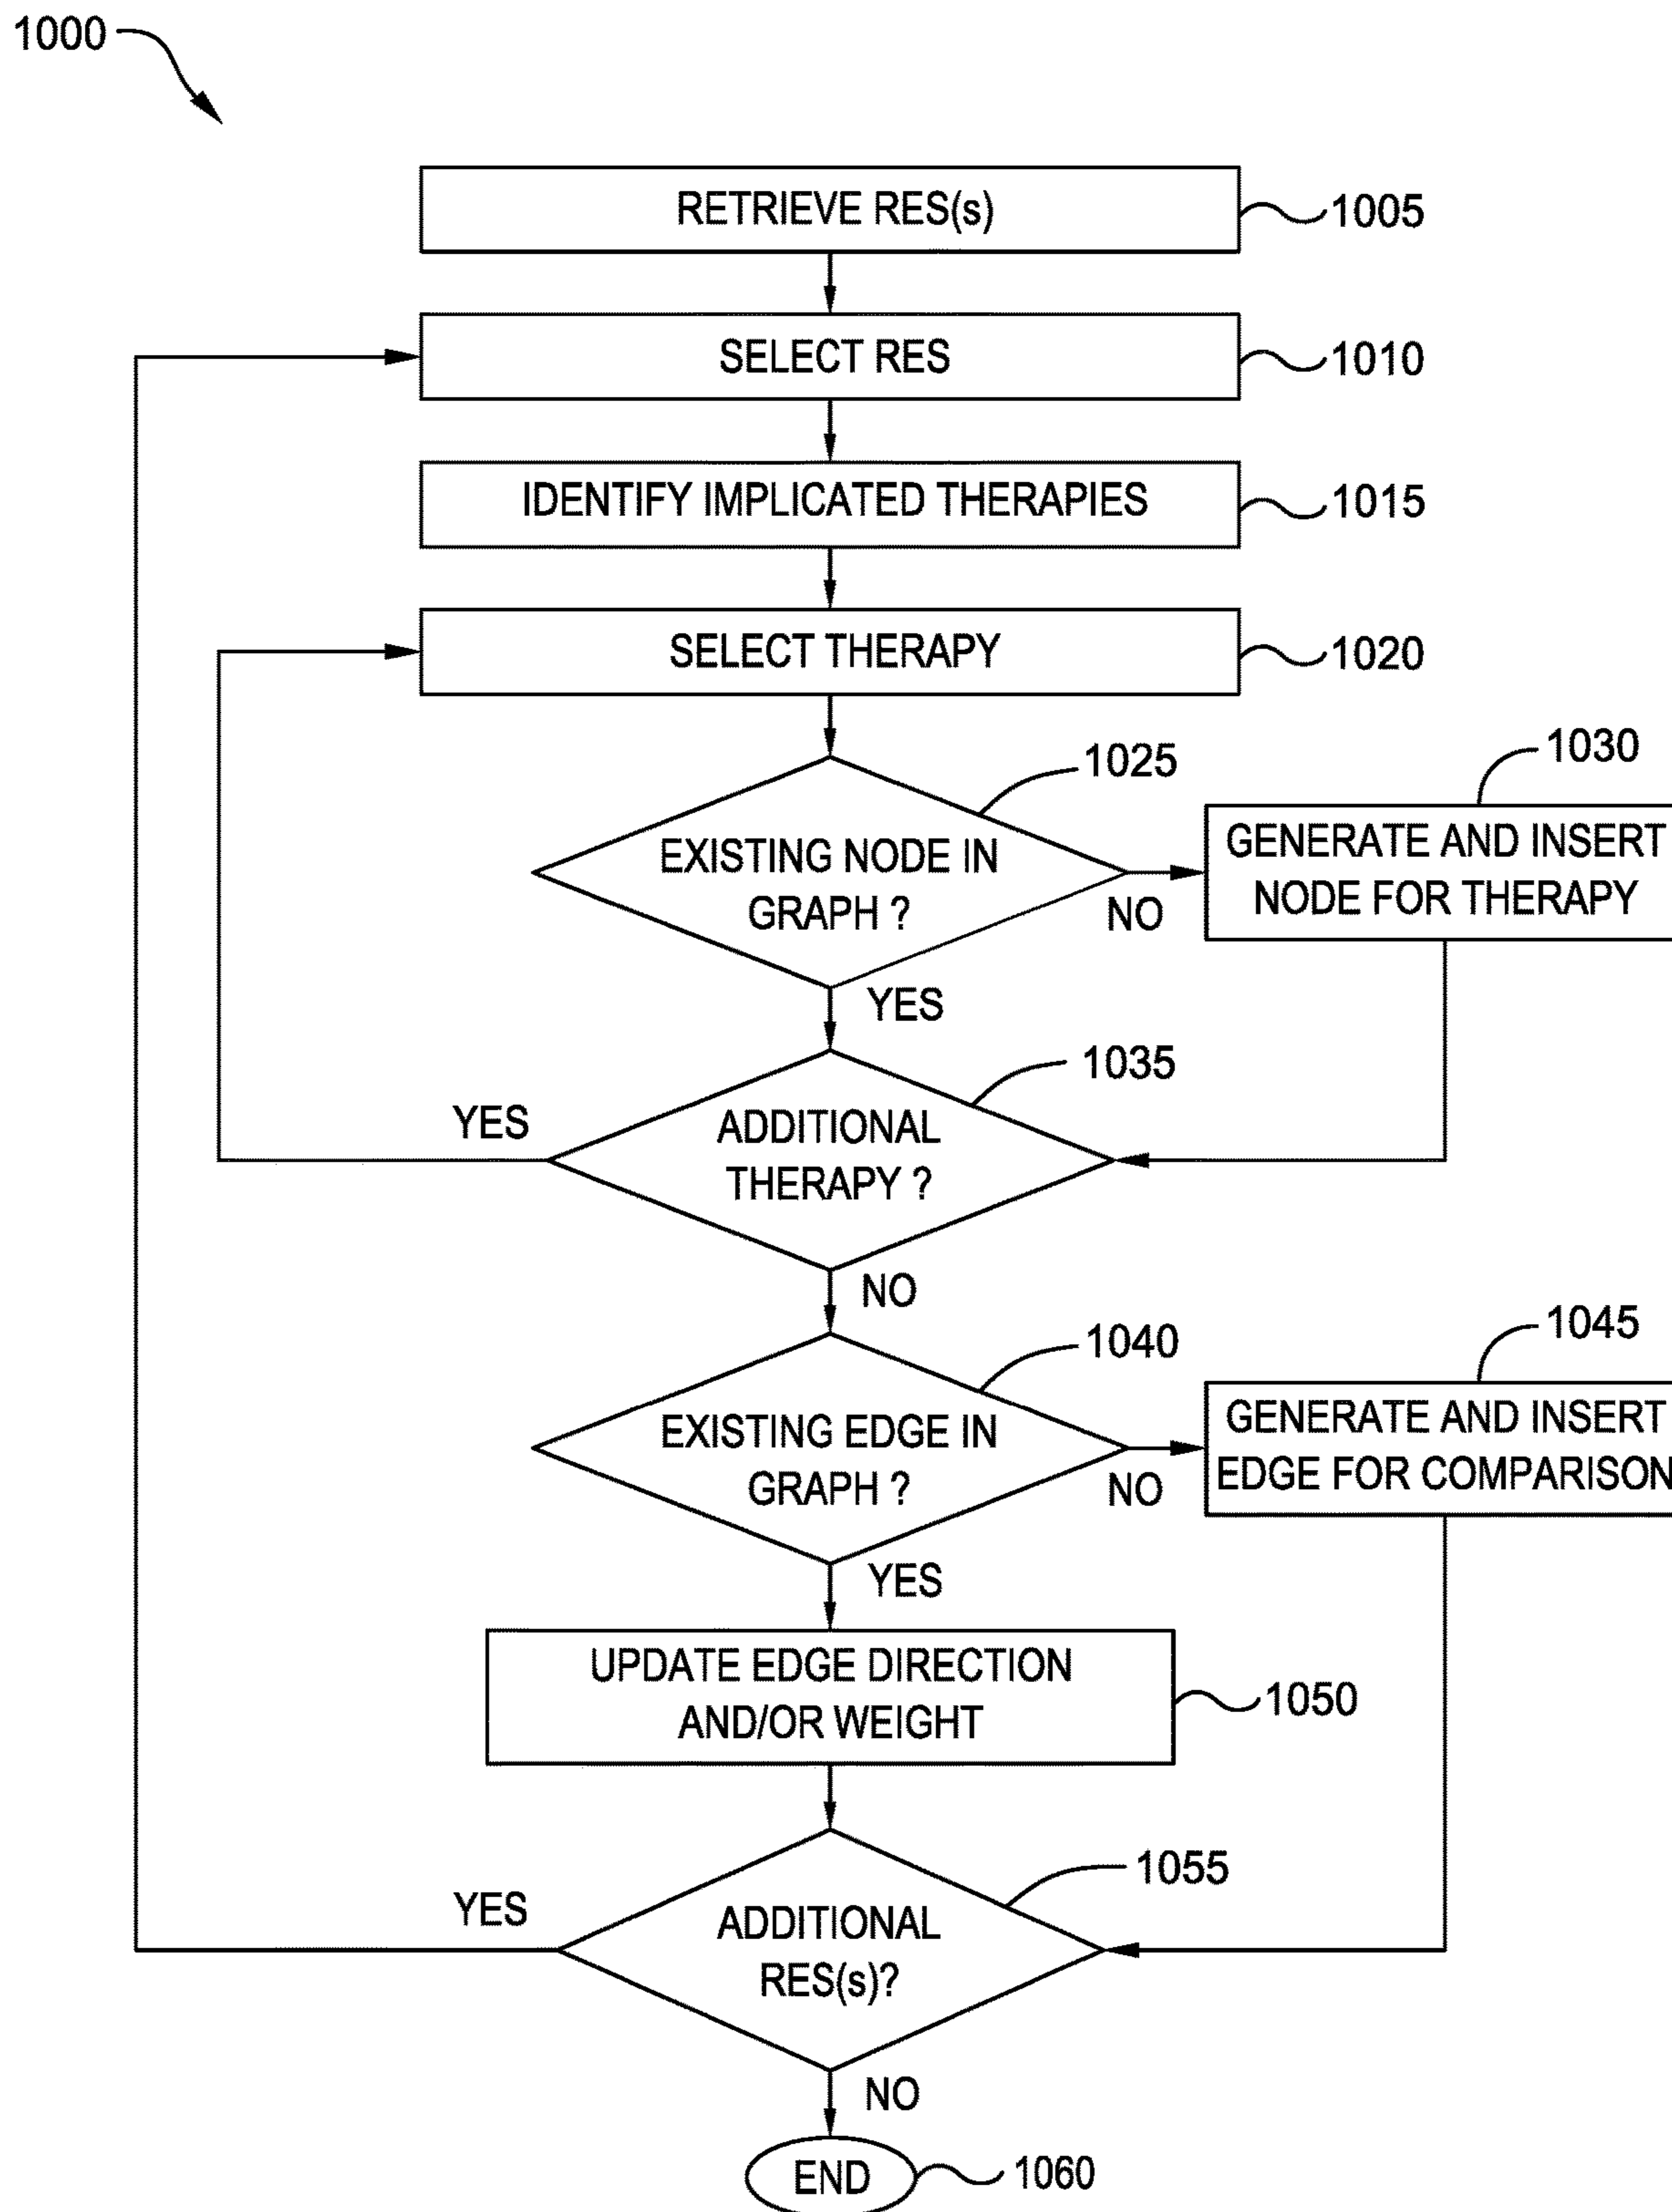 1000
RETRIEVE RES(s)
1005
SELECT RES
1010
IDENTIFY IMPLICATED THERAPIES
1015
SELECT THERAPY
1020
1025
EXISTING NODE IN
GRAPH ?
NO
1030
GENERATE AND INSERT
NODE FOR THERAPY
YES
1035
ADDITIONAL
THERAPY ?
YES
NO
1040
EXISTING EDGE IN
GRAPH ?
NO
1045
GENERATE AND INSERT
EDGE FOR COMPARISON
YES
UPDATE EDGE DIRECTION
AND/OR WEIGHT
1050
1055
ADDITIONAL
RES(s)?
YES
NO
END
1060